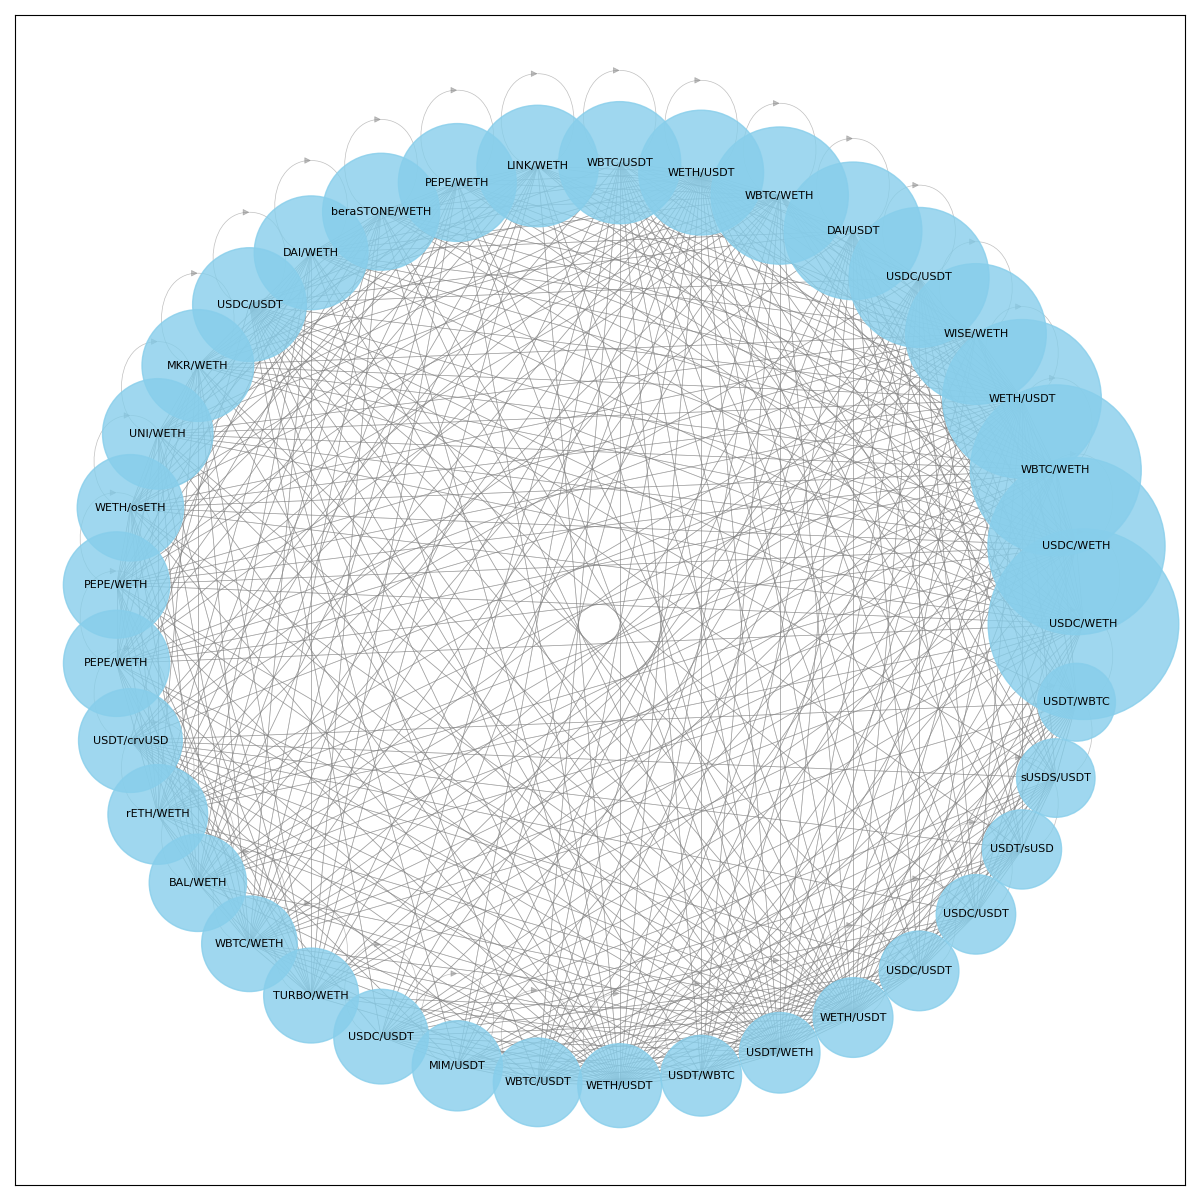 WBTC/USDT
LINK/WETH
WETH/USDT
PEPE/WETH
WBTC/WETH
beraSTONE/WETH
DAI/USDT
DAI/WETH
USDC/USDT
USDC/USDT
WISE/WETH
MKR/WETH
WETH/USDT
UNI/WETH
WBTC/WETH
WETH/osETH
USDC/WETH
PEPE/WETH
USDC/WETH
PEPE/WETH
USDT/WBTC
USDT/crvUSD
sUSDS/USDT
rETH/WETH
USDT/sUSD
BAL/WETH
USDC/USDT
WBTC/WETH
USDC/USDT
TURBO/WETH
WETH/USDT
USDC/USDT
USDT/WETH
MIM/USDT
USDT/WBTC
WBTC/USDT
WETH/USDT